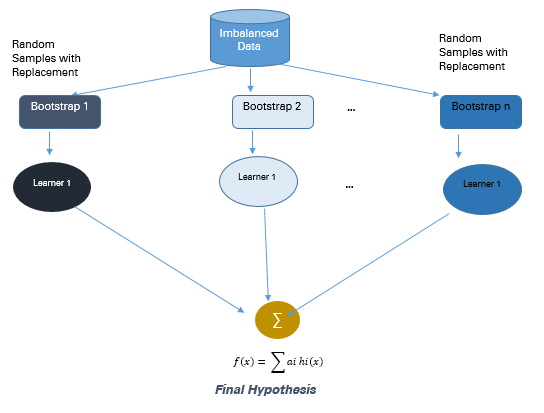 Imbalanced
Data
Random
Samples with
Replacement
Random
Samples with
Replacement
Bootstrap 1
Bootstrap 2
...
Bootstrap n
Learner 1
Learner 1
...
Learner 1
∑
f(x) = ∑ ai hi(x)
Final Hypothesis